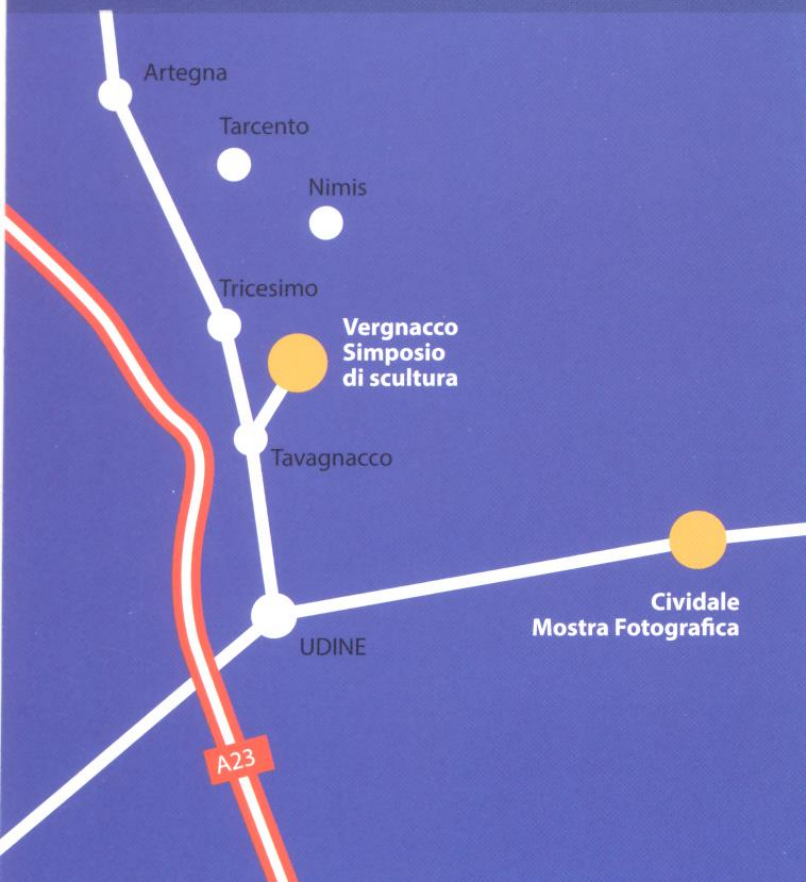 Artegna
Tarcento
Nimis
Tricesimo
Vergnacco
Simposio
di scultura
Tavagnacco
Cividale
Mostra Fotografica
UDINE
A23